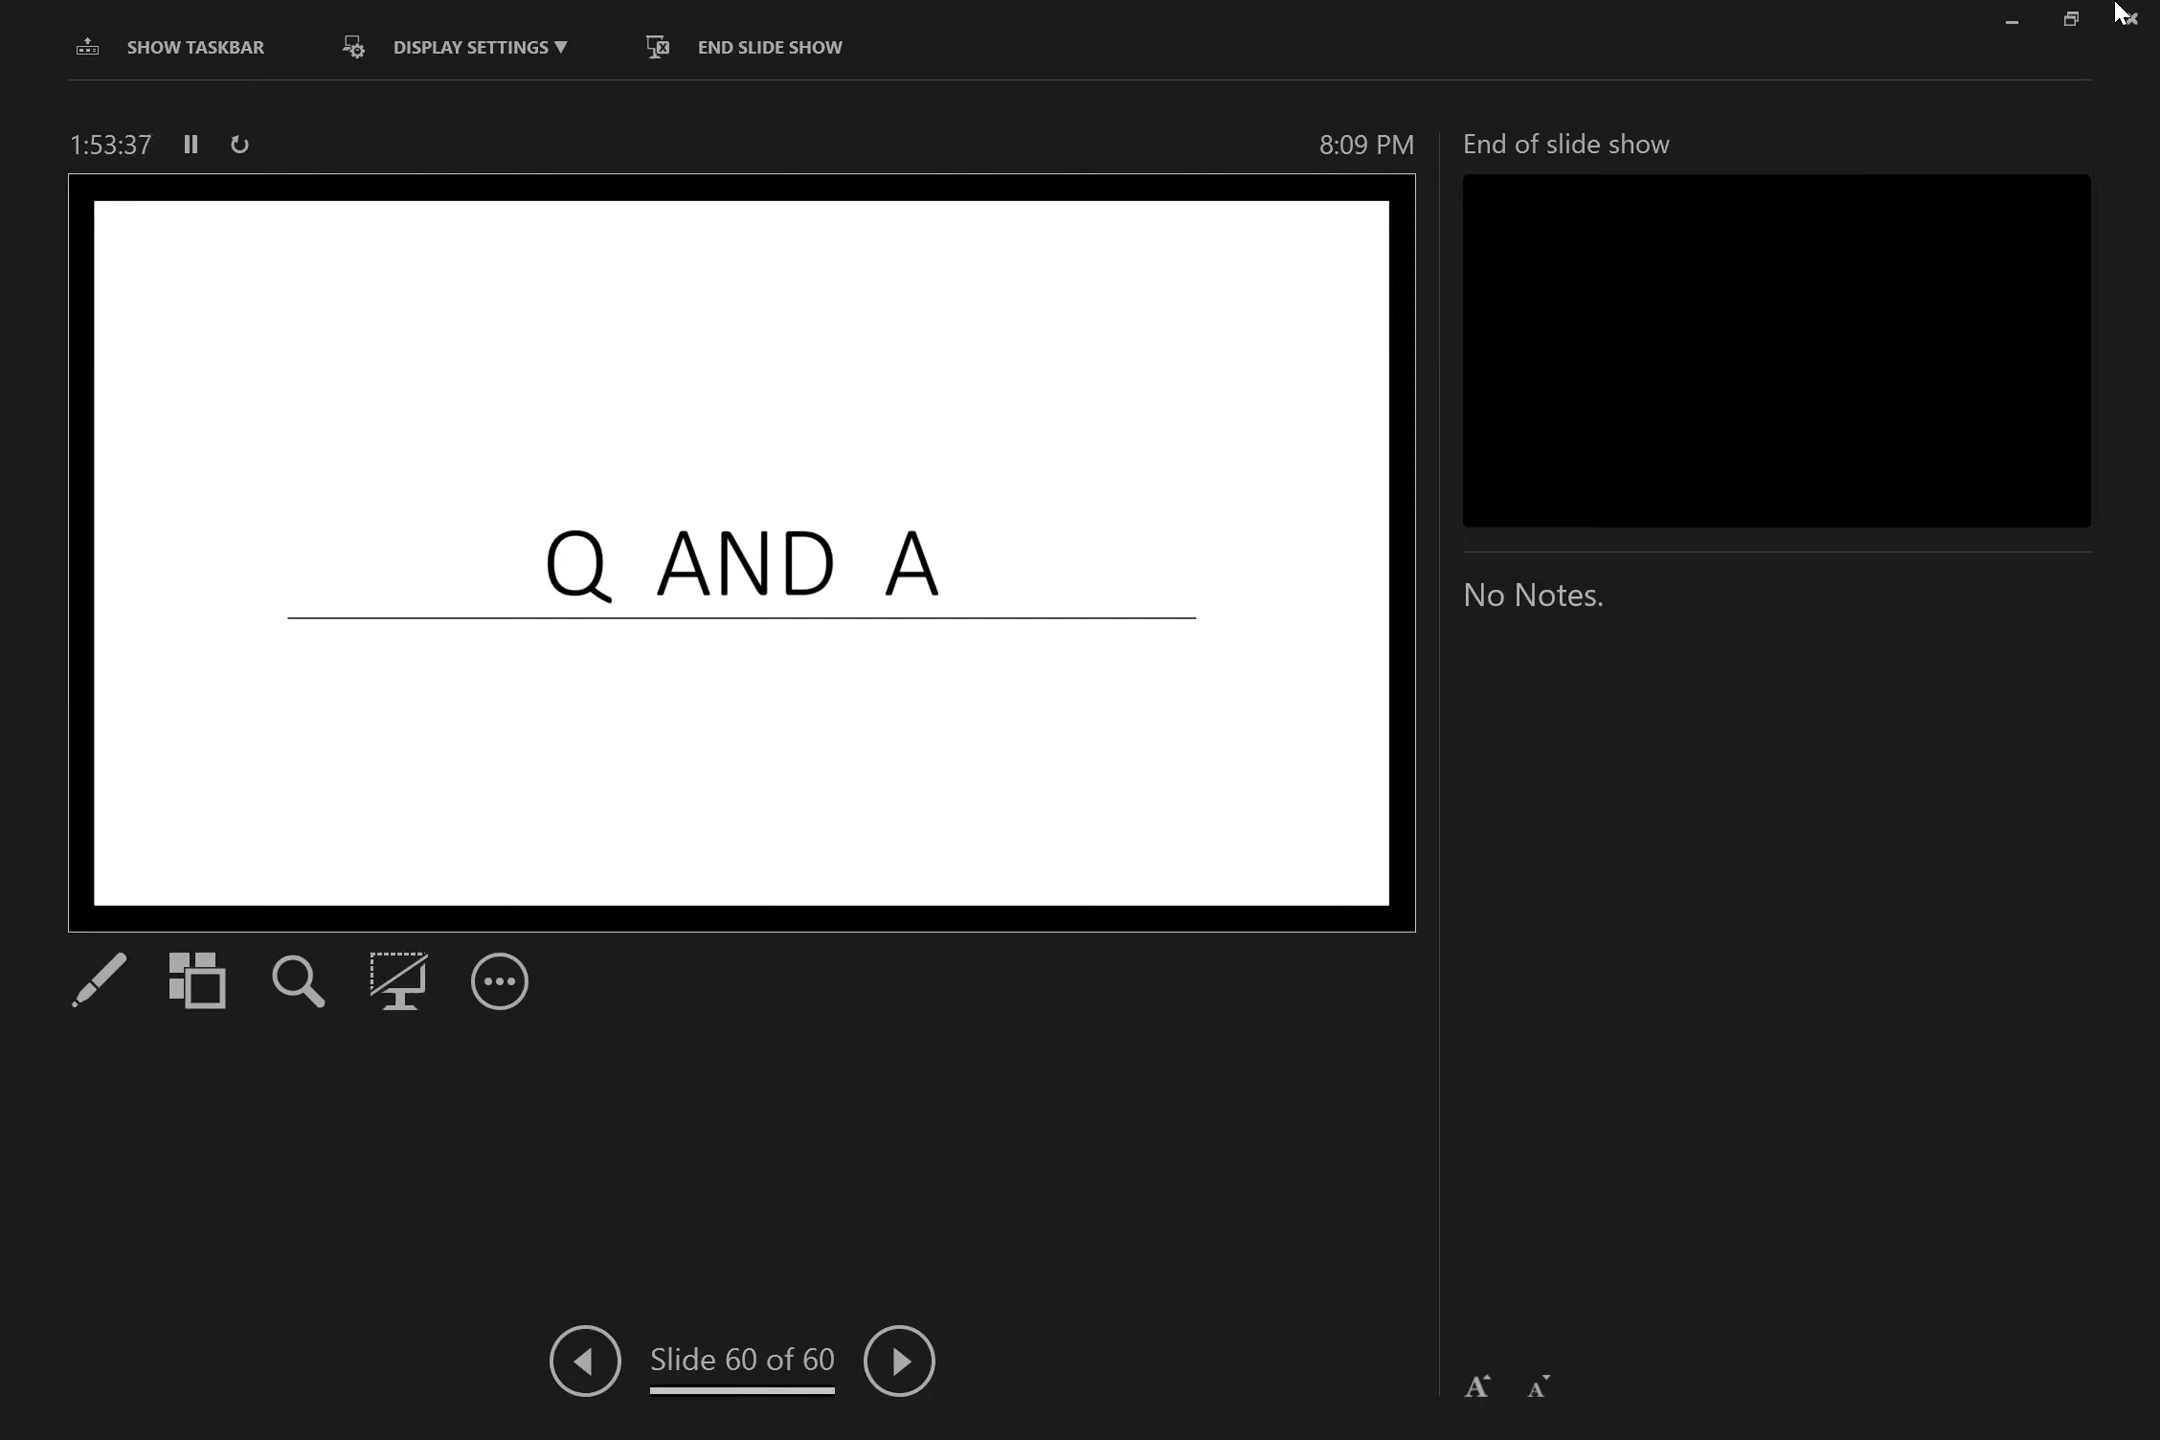 SHOW TASKBAR
DISPLAY SETTINGS ▼
END SLIDE SHOW
1:53:37
8:09 PM
End of slide show
Q AND A
No Notes.
Slide 60 of 60
A
A